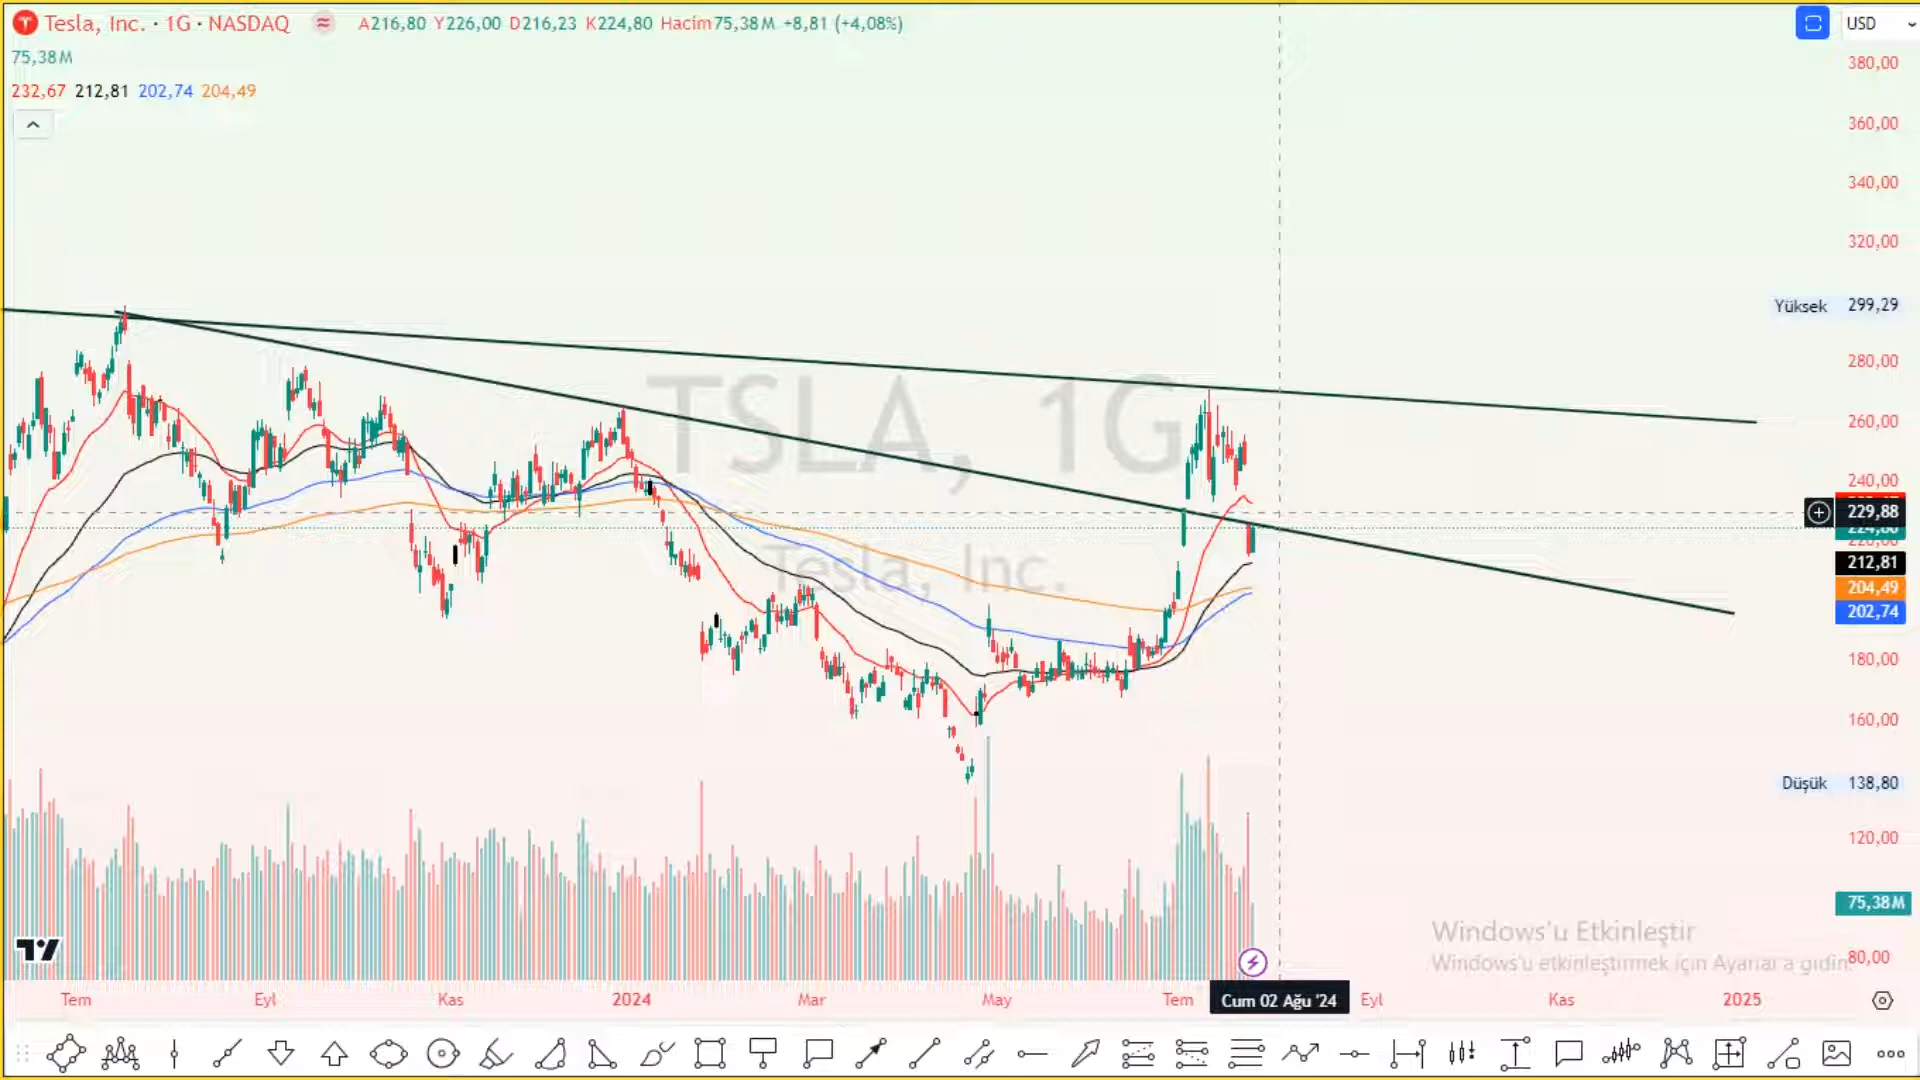 Tesla, Inc. · 1G · NASDAQ A216,80 Y226,00 D216,23 K224,80 Hacim75,38M +8,81 (+4,08%)
USD
75,38M
232,67 212,81 202,74 204,49
380,00
360,00
340,00
320,00
Yüksek 299,29
280,00
260,00
240,00
229,88
212,81
204,49
202,74
180,00
160,00
Düşük 138,80
120,00
75,38M
80,00
TSLA, 1G
Tesla, Inc.
Windows'u Etkinleştir
Windows'u etkinleştirmek için Ayarlar'a gidin.
Tem Eyl Kas 2024 Mar May Tem Cum 02 Ağu '24 Eyl Kas 2025